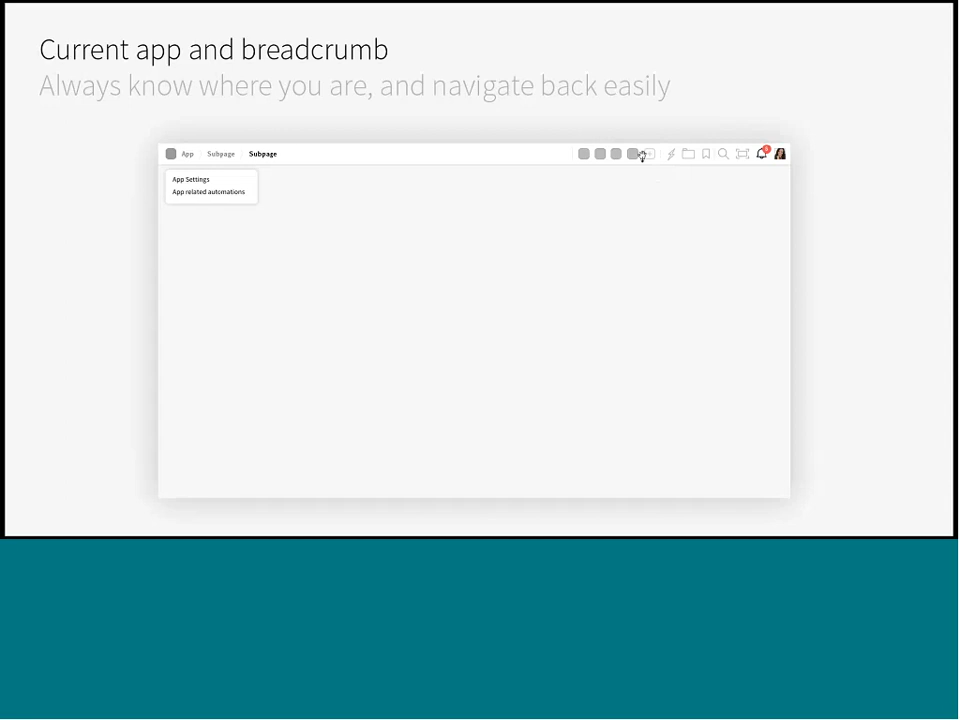 Current app and breadcrumb
Always know where you are, and navigate back easily
App Subpage Subpage
App Settings
App related automations